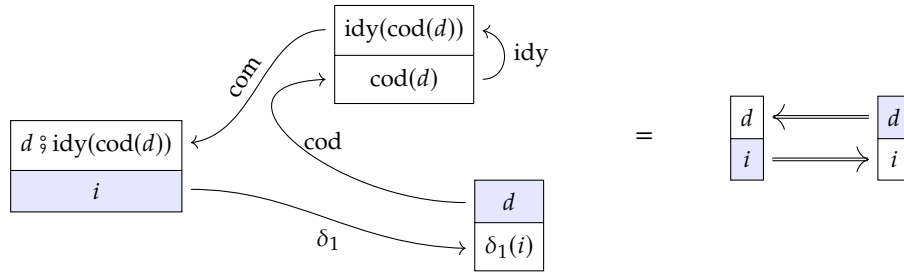 idy(cod(d))
idy
cod(d)
com
cod
d ⨟ idy(cod(d))
i
δ₁
d
δ₁(i)
=
d
i
d
i